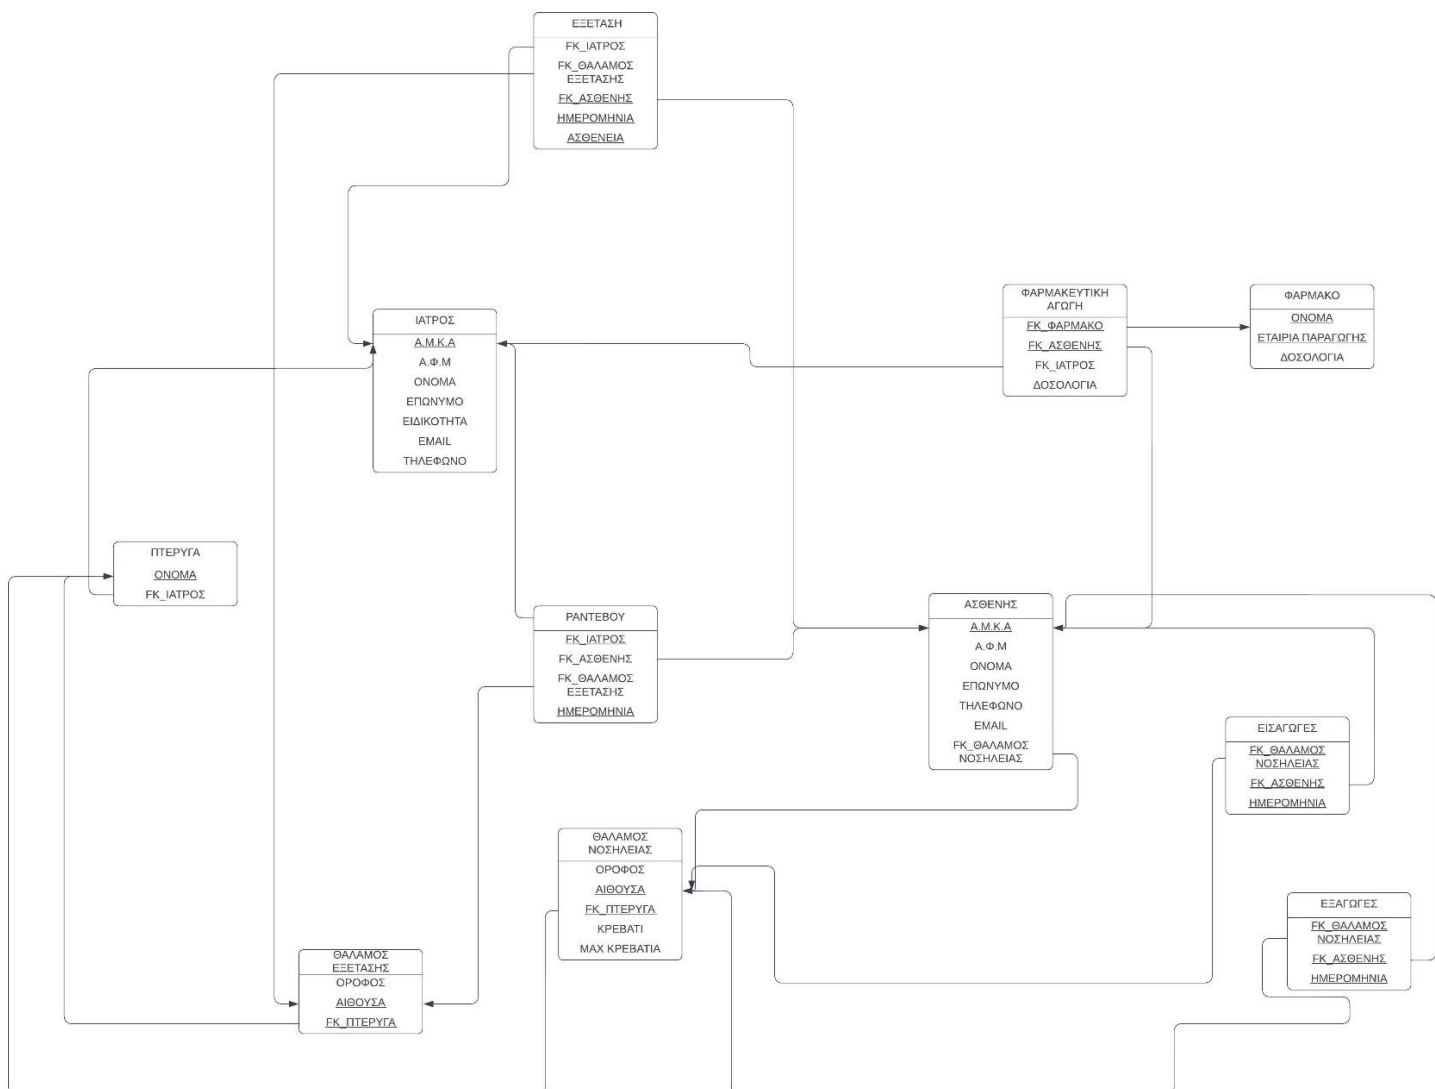 ΕΞΕΤΑΣΗ
FK_ΙΑΤΡΟΣ
FK_ΘΑΛΑΜΟΣ
ΕΞΕΤΑΣΗΣ
FK_ΑΣΘΕΝΗΣ
ΗΜΕΡΟΜΗΝΙΑ
ΑΣΘΕΝΕΙΑ
ΙΑΤΡΟΣ
Α.Μ.Κ.Α
Α.Φ.Μ
ΟΝΟΜΑ
ΕΠΩΝΥΜΟ
ΕΙΔΙΚΟΤΗΤΑ
EMAIL
ΤΗΛΕΦΩΝΟ
ΦΑΡΜΑΚΕΥΤΙΚΗ
ΑΓΩΓΗ
FK_ΦΑΡΜΑΚΟ
FK_ΑΣΘΕΝΗΣ
FK_ΙΑΤΡΟΣ
ΔΟΣΟΛΟΓΙΑ
ΦΑΡΜΑΚΟ
ΟΝΟΜΑ
ΕΤΑΙΡΙΑ ΠΑΡΑΓΩΓΗΣ
ΔΟΣΟΛΟΓΙΑ
ΠΤΕΡΥΓΑ
ΟΝΟΜΑ
FK_ΙΑΤΡΟΣ
ΡΑΝΤΕΒΟΥ
FK_ΙΑΤΡΟΣ
FK_ΑΣΘΕΝΗΣ
FK_ΘΑΛΑΜΟΣ
ΕΞΕΤΑΣΗΣ
ΗΜΕΡΟΜΗΝΙΑ
ΑΣΘΕΝΗΣ
Α.Μ.Κ.Α
Α.Φ.Μ
ΟΝΟΜΑ
ΕΠΩΝΥΜΟ
ΤΗΛΕΦΩΝΟ
EMAIL
FK_ΘΑΛΑΜΟΣ
ΝΟΣΗΛΕΙΑΣ
ΕΙΣΑΓΩΓΕΣ
FK_ΘΑΛΑΜΟΣ
ΝΟΣΗΛΕΙΑΣ
FK_ΑΣΘΕΝΗΣ
ΗΜΕΡΟΜΗΝΙΑ
ΘΑΛΑΜΟΣ
ΝΟΣΗΛΕΙΑΣ
ΟΡΟΦΟΣ
ΑΙΘΟΥΣΑ
FK_ΠΤΕΡΥΓΑ
ΚΡΕΒΑΤΙ
MAX ΚΡΕΒΑΤΙΑ
ΕΞΑΓΩΓΕΣ
FK_ΘΑΛΑΜΟΣ
ΝΟΣΗΛΕΙΑΣ
FK_ΑΣΘΕΝΗΣ
ΗΜΕΡΟΜΗΝΙΑ
ΘΑΛΑΜΟΣ
ΕΞΕΤΑΣΗΣ
ΟΡΟΦΟΣ
ΑΙΘΟΥΣΑ
FK_ΠΤΕΡΥΓΑ